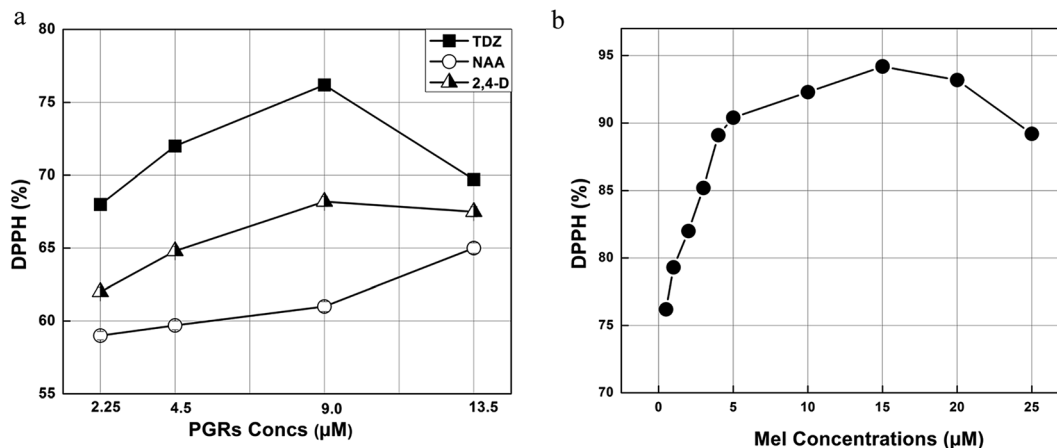 a
80
75
70
65
60
55
DPPH (%)
TDZ
NAA
2,4-D
2.25 4.5 9.0 13.5
PGRs Concs (µM)
b
95
90
85
80
75
70
DPPH (%)
0 5 10 15 20 25
Mel Concentrations (µM)